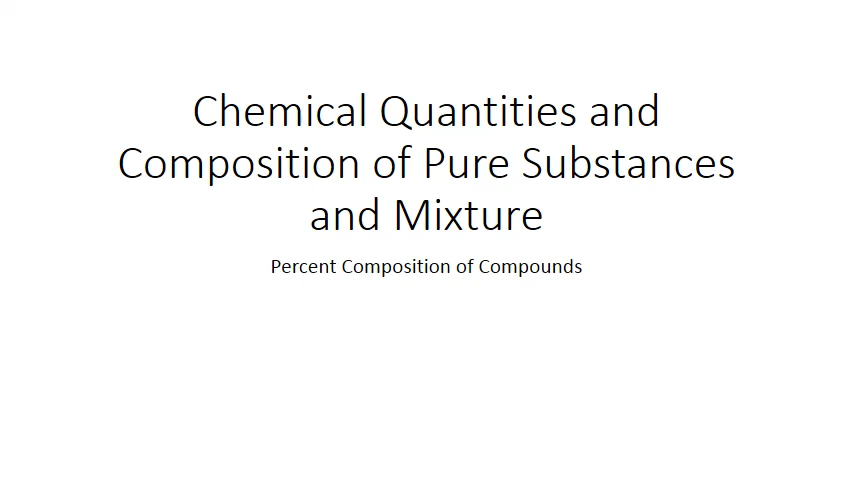 Chemical Quantities and
Composition of Pure Substances
and Mixture
Percent Composition of Compounds